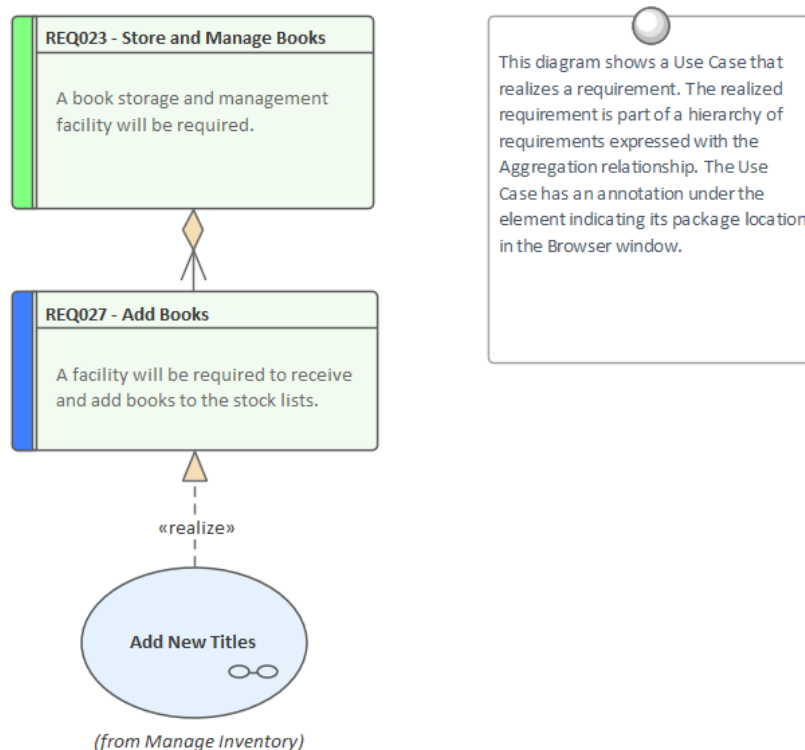 REQ023 - Store and Manage Books
A book storage and management
facility will be required.
REQ027 - Add Books
A facility will be required to receive
and add books to the stock lists.
«realize»
Add New Titles
(from Manage Inventory)
This diagram shows a Use Case that
realizes a requirement. The realized
requirement is part of a hierarchy of
requirements expressed with the
Aggregation relationship. The Use
Case has an annotation under the
element indicating its package location
in the Browser window.